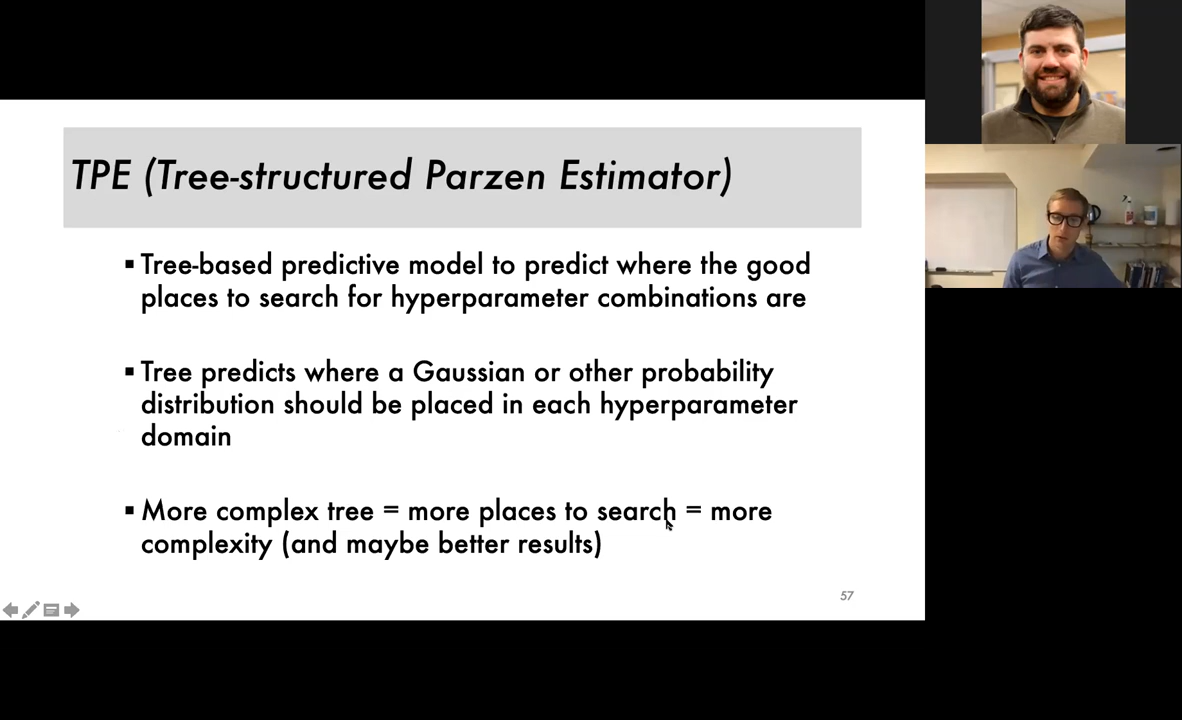 TPE (Tree-structured Parzen Estimator)
▪ Tree-based predictive model to predict where the good
places to search for hyperparameter combinations are
▪ Tree predicts where a Gaussian or other probability
distribution should be placed in each hyperparameter
domain
▪ More complex tree = more places to search = more
complexity (and maybe better results)
57